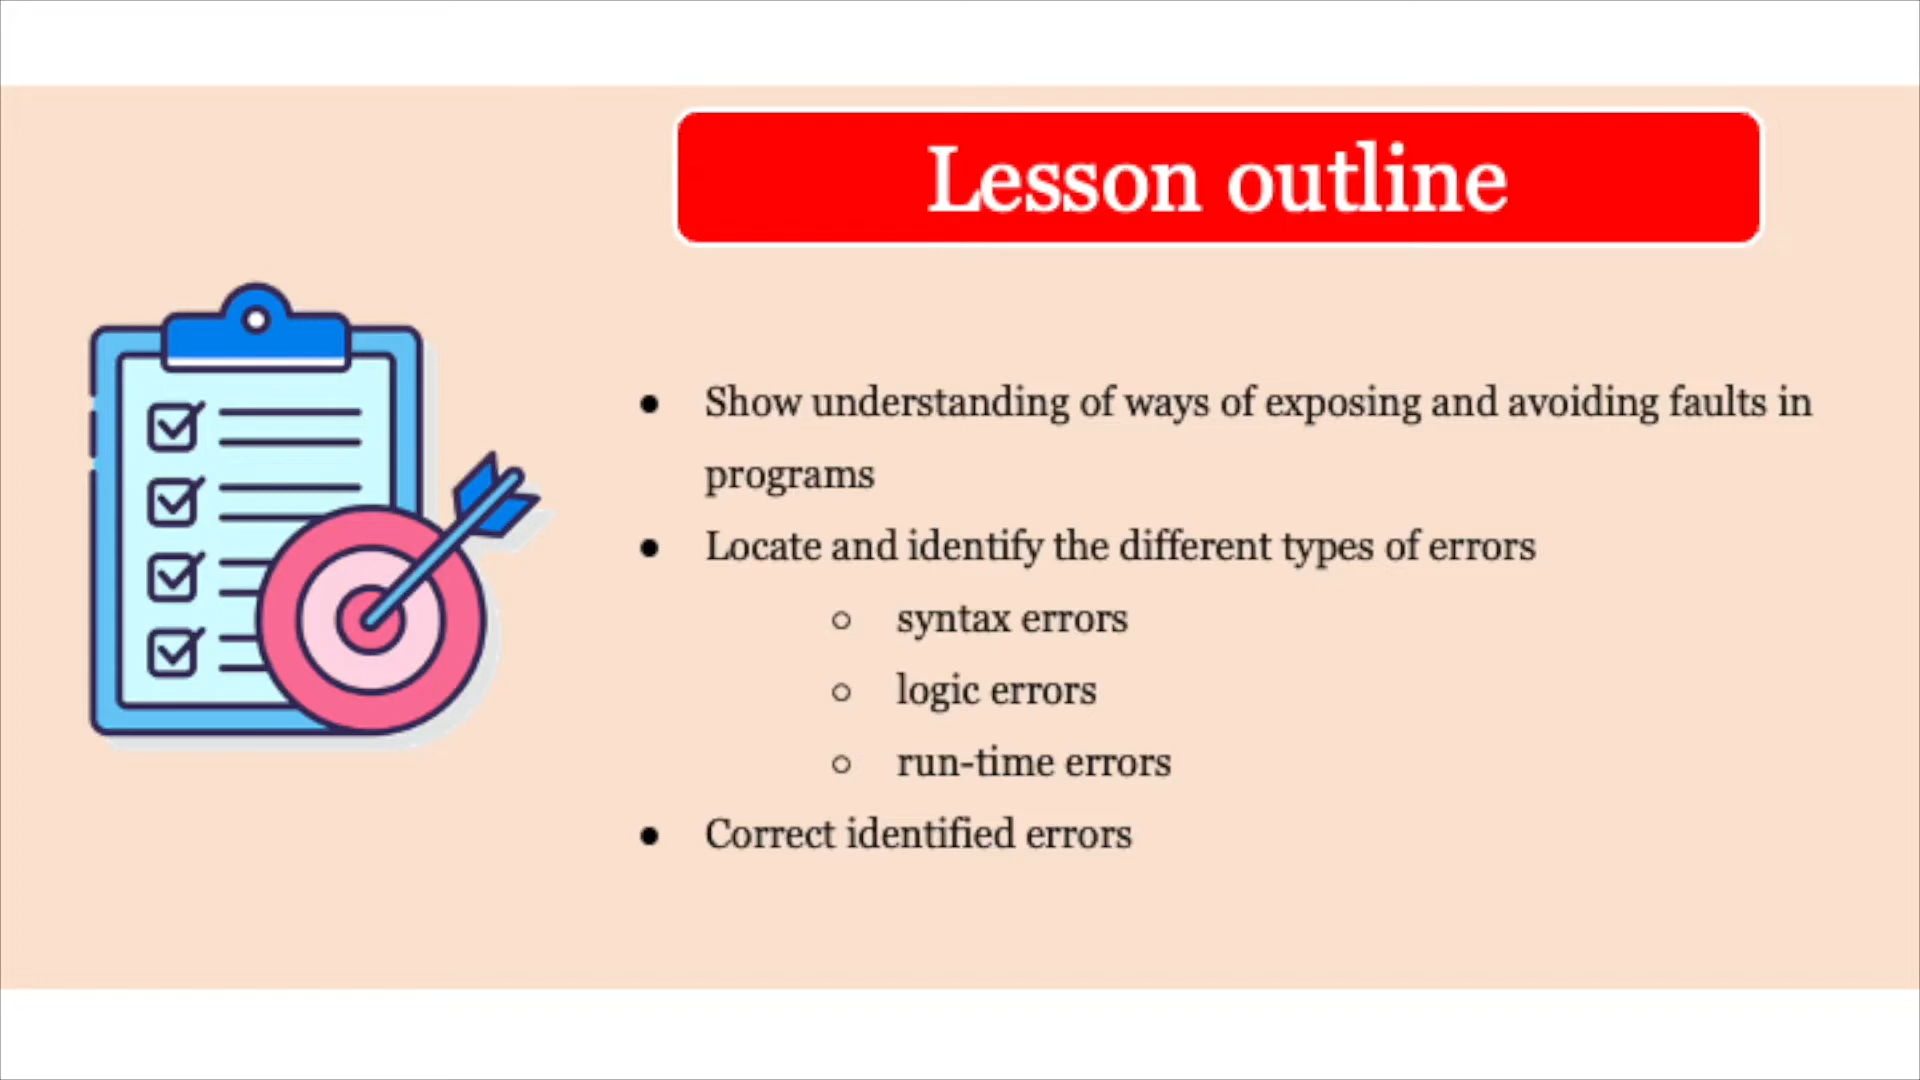 Lesson outline
● Show understanding of ways of exposing and avoiding faults in
programs
● Locate and identify the different types of errors
○ syntax errors
○ logic errors
○ run-time errors
● Correct identified errors